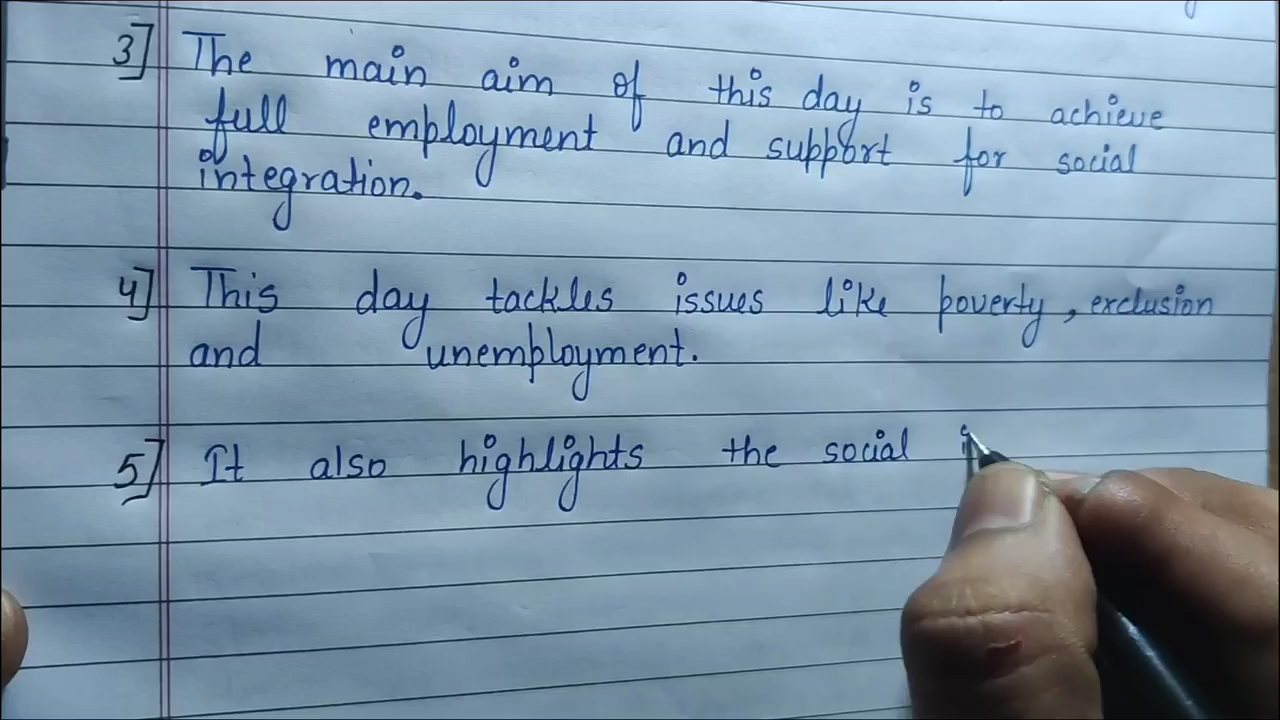 3] The main aim of this day is to achieve
full employment and support for social
integration.
4] This day tackles issues like poverty, exclusion
and unemployment.
5] It also highlights the social i